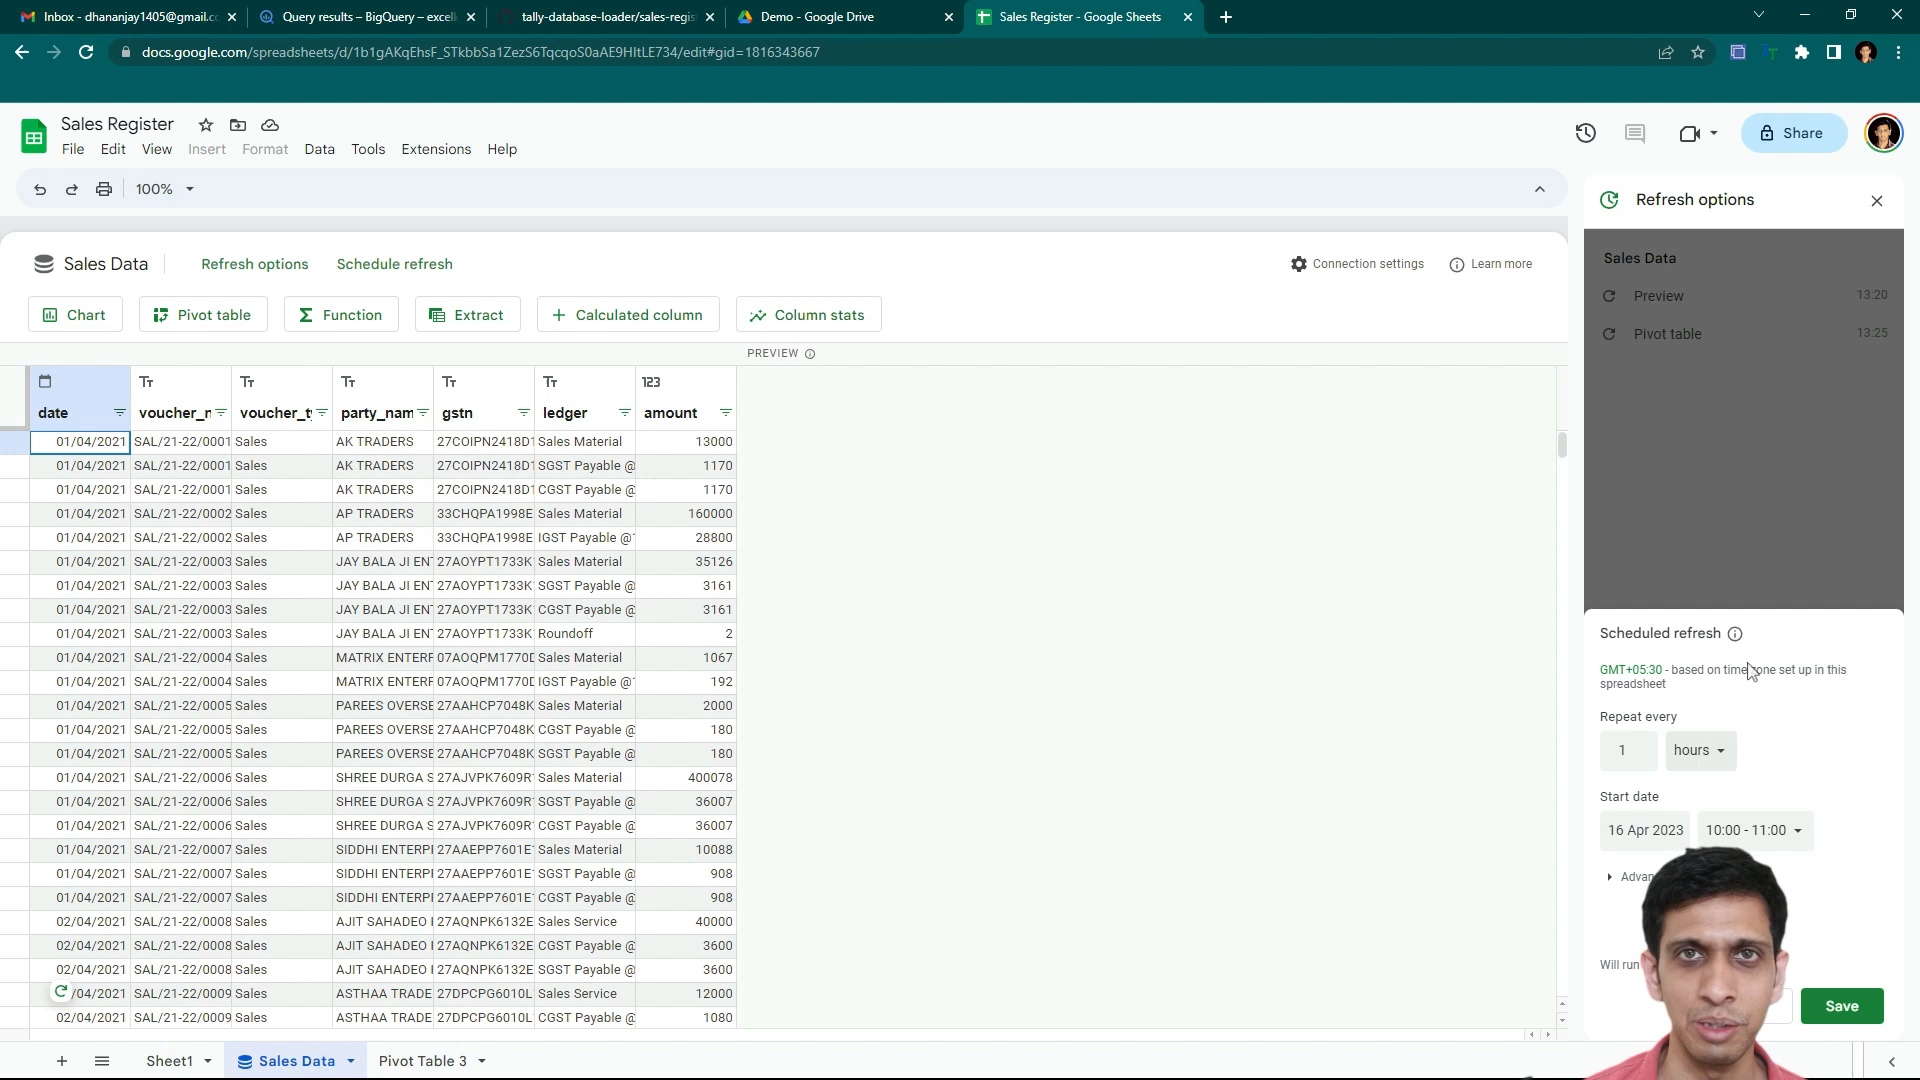 Inbox - dhananjay1405@gmail.c
Query results – BigQuery – excel
tally-database-loader/sales-regis
Demo - Google Drive
Sales Register - Google Sheets
docs.google.com/spreadsheets/d/1b1gAKqEhsF_STkbbSa1ZezS6TqcqoS0aAE9HltLE734/edit#gid=1816343667
Sales Register
File Edit View Insert Format Data Tools Extensions Help
Share
100%
Refresh options
Sales Data Refresh options Schedule refresh Connection settings Learn more
Chart Pivot table Function Extract Calculated column Column stats
PREVIEW
Sales Data
Preview 13:20
Pivot table 13:25
123
date voucher_n voucher_ty party_nam gstn ledger amount
01/04/2021 SAL/21-22/0001 Sales AK TRADERS 27COIPN2418D1 Sales Material 13000
01/04/2021 SAL/21-22/0001 Sales AK TRADERS 27COIPN2418D1 SGST Payable @ 1170
01/04/2021 SAL/21-22/0001 Sales AK TRADERS 27COIPN2418D1 CGST Payable @ 1170
01/04/2021 SAL/21-22/0002 Sales AP TRADERS 33CHQPA1998E Sales Material 160000
01/04/2021 SAL/21-22/0002 Sales AP TRADERS 33CHQPA1998E IGST Payable @1 28800
01/04/2021 SAL/21-22/0003 Sales JAY BALA JI ENT 27AOYPT1733K Sales Material 35126
01/04/2021 SAL/21-22/0003 Sales JAY BALA JI ENT 27AOYPT1733K SGST Payable @ 3161
01/04/2021 SAL/21-22/0003 Sales JAY BALA JI ENT 27AOYPT1733K CGST Payable @ 3161
01/04/2021 SAL/21-22/0003 Sales JAY BALA JI ENT 27AOYPT1733K Roundoff 2
01/04/2021 SAL/21-22/0004 Sales MATRIX ENTERF 07AOQPM1770D Sales Material 1067
01/04/2021 SAL/21-22/0004 Sales MATRIX ENTERF 07AOQPM1770D IGST Payable @1 192
01/04/2021 SAL/21-22/0005 Sales PAREES OVERSE 27AAHCP7048K Sales Material 2000
01/04/2021 SAL/21-22/0005 Sales PAREES OVERSE 27AAHCP7048K CGST Payable @ 180
01/04/2021 SAL/21-22/0005 Sales PAREES OVERSE 27AAHCP7048K SGST Payable @ 180
01/04/2021 SAL/21-22/0006 Sales SHREE DURGA S 27AJVPK7609R Sales Material 400078
01/04/2021 SAL/21-22/0006 Sales SHREE DURGA S 27AJVPK7609R SGST Payable @ 36007
01/04/2021 SAL/21-22/0006 Sales SHREE DURGA S 27AJVPK7609R CGST Payable @ 36007
01/04/2021 SAL/21-22/0007 Sales SIDDHI ENTERPI 27AAEPP7601E Sales Material 10088
01/04/2021 SAL/21-22/0007 Sales SIDDHI ENTERPI 27AAEPP7601E SGST Payable @ 908
01/04/2021 SAL/21-22/0007 Sales SIDDHI ENTERPI 27AAEPP7601E CGST Payable @ 908
02/04/2021 SAL/21-22/0008 Sales AJIT SAHADEO I 27AQNPK6132E Sales Service 40000
02/04/2021 SAL/21-22/0008 Sales AJIT SAHADEO I 27AQNPK6132E CGST Payable @ 3600
02/04/2021 SAL/21-22/0008 Sales AJIT SAHADEO I 27AQNPK6132E SGST Payable @ 3600
/04/2021 SAL/21-22/0009 Sales ASTHAA TRADE 27DPCPG6010L Sales Service 12000
02/04/2021 SAL/21-22/0009 Sales ASTHAA TRADE 27DPCPG6010L CGST Payable @ 1080
Scheduled refresh
GMT+05:30 - based on time zone set up in this
spreadsheet
Repeat every
1 hours
Start date
16 Apr 2023 10:00 - 11:00
Advan
Will run
Save
Sheet1 Sales Data Pivot Table 3